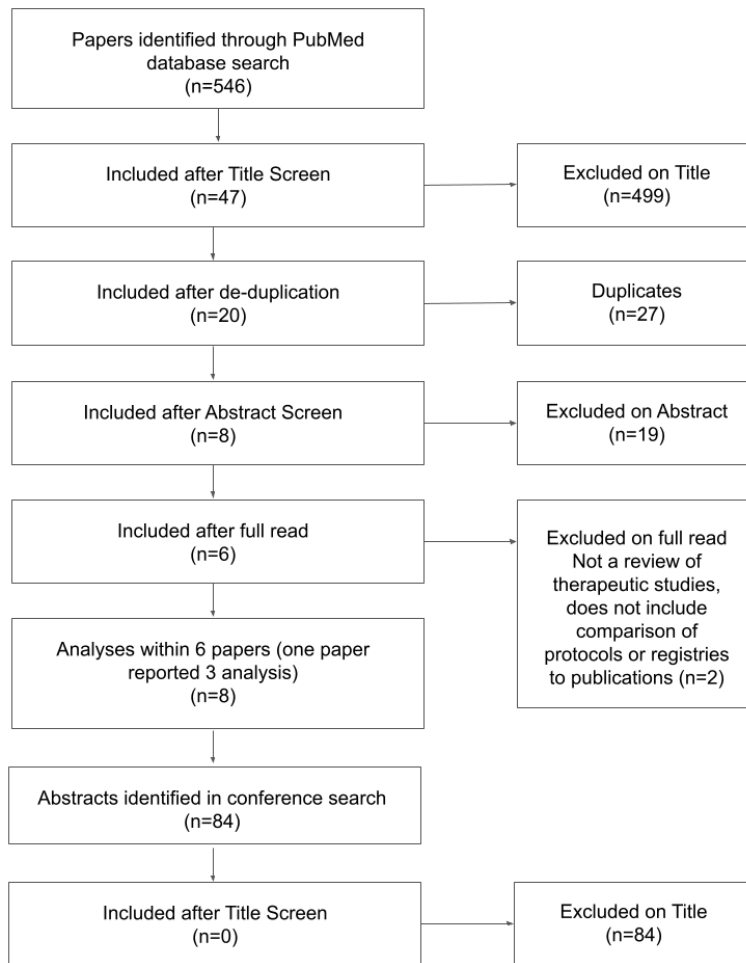 Papers identified through PubMed
database search
(n=546)
Included after Title Screen
(n=47)
Excluded on Title
(n=499)
Included after de-duplication
(n=20)
Duplicates
(n=27)
Included after Abstract Screen
(n=8)
Excluded on Abstract
(n=19)
Included after full read
(n=6)
Excluded on full read
Not a review of
therapeutic studies,
does not include
comparison of
protocols or registries
to publications (n=2)
Analyses within 6 papers (one paper
reported 3 analysis)
(n=8)
Abstracts identified in conference search
(n=84)
Included after Title Screen
(n=0)
Excluded on Title
(n=84)